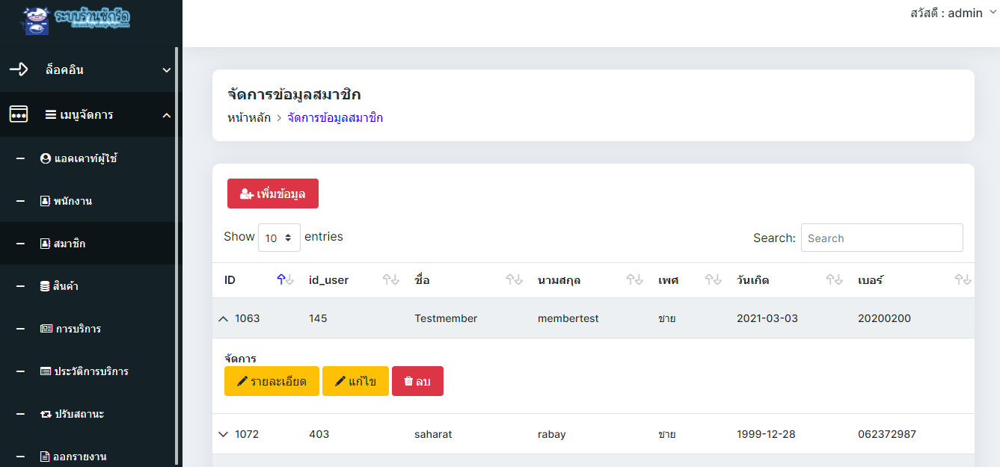 ระบบร้านซักรีด
สวัสดี : admin
ล็อคอิน
เมนูจัดการ
แอคเคาท์ผู้ใช้
พนักงาน
สมาชิก
สินค้า
การบริการ
ประวัติการบริการ
ปรับสถานะ
ออกรายงาน
จัดการข้อมูลสมาชิก
หน้าหลัก > จัดการข้อมูลสมาชิก
เพิ่มข้อมูล
Show 10 entries
Search: Search
ID id_user ชื่อ นามสกุล เพศ วันเกิด เบอร์
1063 145 Testmember membertest ชาย 2021-03-03 20200200
จัดการ
รายละเอียด แก้ไข ลบ
1072 403 saharat rabay ชาย 1999-12-28 062372987